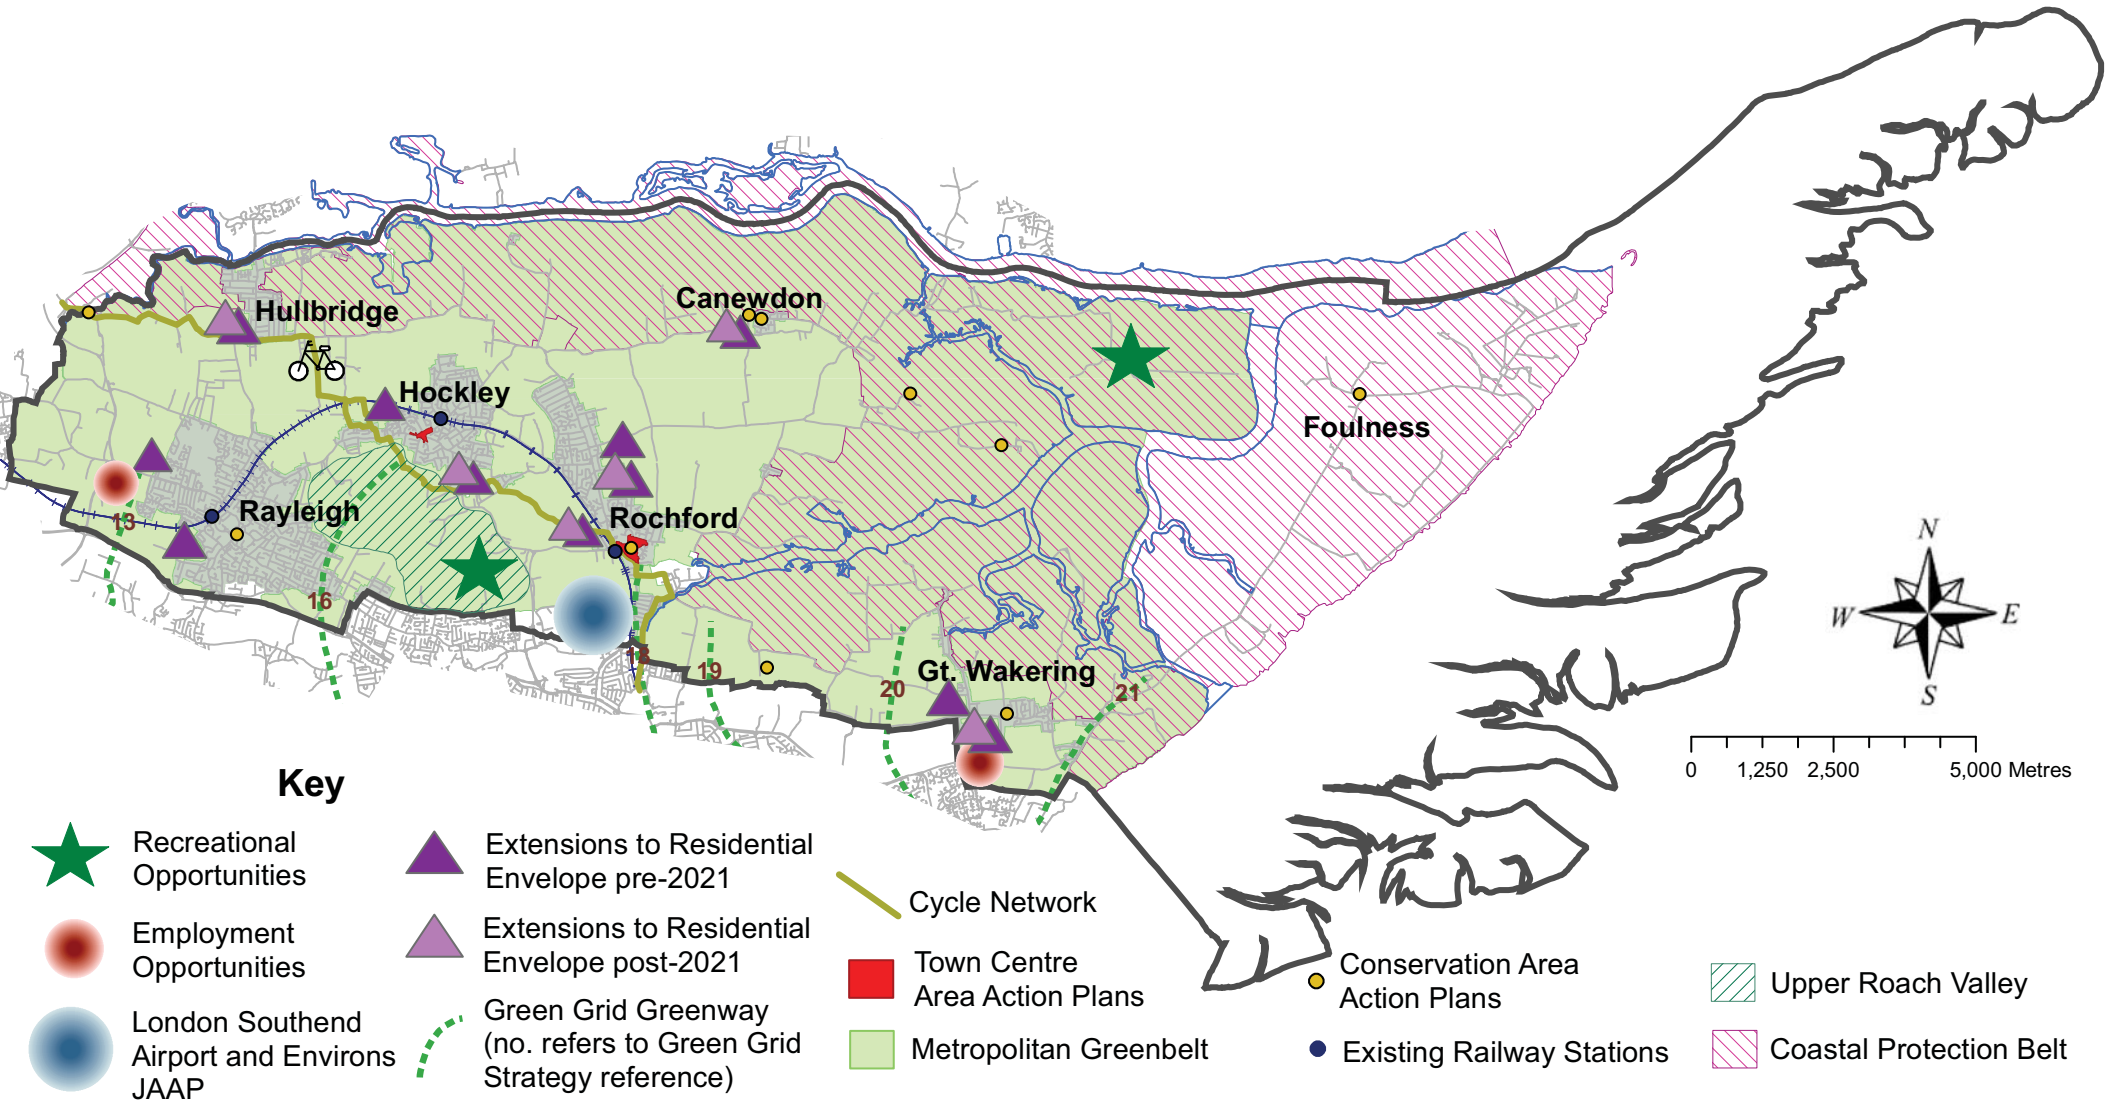 Canewdon
Hullbridge
Hockley
Foulness
Rayleigh
Rochford
13
16
18
19
20
21
Gt. Wakering
N
W
E
S
0
1,250
2,500
5,000 Metres
Key
Recreational
Opportunities
Employment
Opportunities
London Southend
Airport and Environs
JAAP
Extensions to Residential
Envelope pre-2021
Extensions to Residential
Envelope post-2021
Green Grid Greenway
(no. refers to Green Grid
Strategy reference)
Cycle Network
Town Centre
Area Action Plans
Metropolitan Greenbelt
Conservation Area
Action Plans
Existing Railway Stations
Upper Roach Valley
Coastal Protection Belt